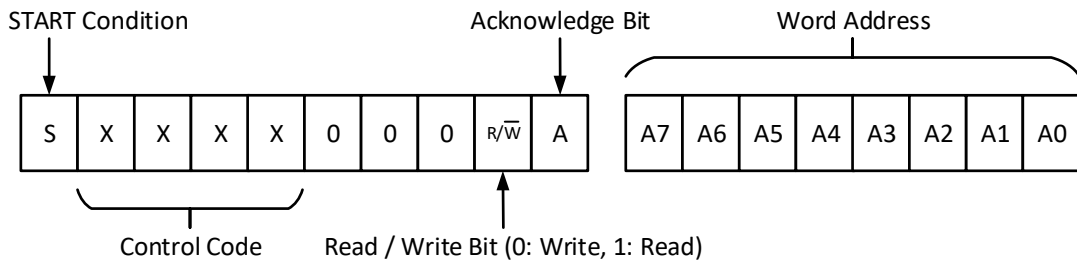 START Condition Acknowledge Bit Word Address
S X X X X 0 0 0 R/W̅ A A7 A6 A5 A4 A3 A2 A1 A0
Control Code Read / Write Bit (0: Write, 1: Read)